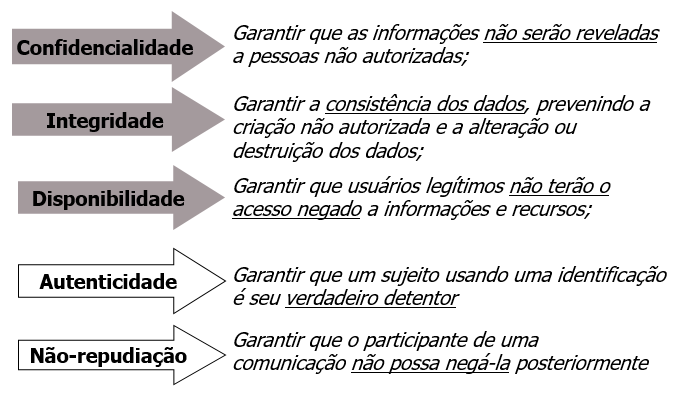 Confidencialidade
Garantir que as informações não serão reveladas
a pessoas não autorizadas;
Integridade
Garantir a consistência dos dados, prevenindo a
criação não autorizada e a alteração ou
destruição dos dados;
Disponibilidade
Garantir que usuários legítimos não terão o
acesso negado a informações e recursos;
Autenticidade
Garantir que um sujeito usando uma identificação
é seu verdadeiro detentor
Não-repudiação
Garantir que o participante de uma
comunicação não possa negá-la posteriormente